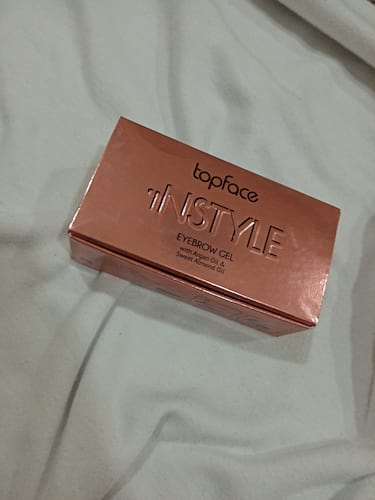 topface
INSTYLE
EYEBROW GEL
with Argan Oil &
Sweet Almond Oil